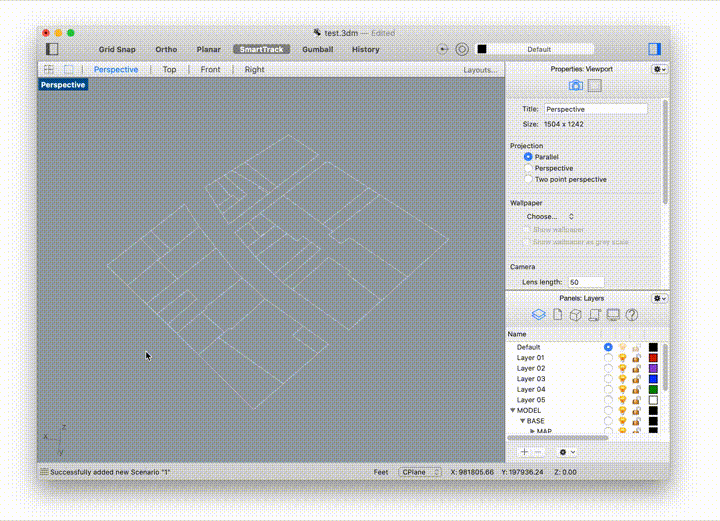 test.3dm — Edited
Grid Snap Ortho Planar SmartTrack Gumball History Default
Perspective | Top | Front | Right Layouts...
Perspective
Properties: Viewport
Title: Perspective
Size: 1504 x 1242
Projection
Parallel
Perspective
Two point perspective
Wallpaper
Choose...
Show wallpaper
Show wallpaper as grey scale
Camera
Lens length: 50
Panels: Layers
Name
Default
Layer 01
Layer 02
Layer 03
Layer 04
Layer 05
MODEL
BASE
MAP
x z y
Successfully added new Scenario "1" Feet CPlane X: 981805.66 Y: 197936.24 Z: 0.00